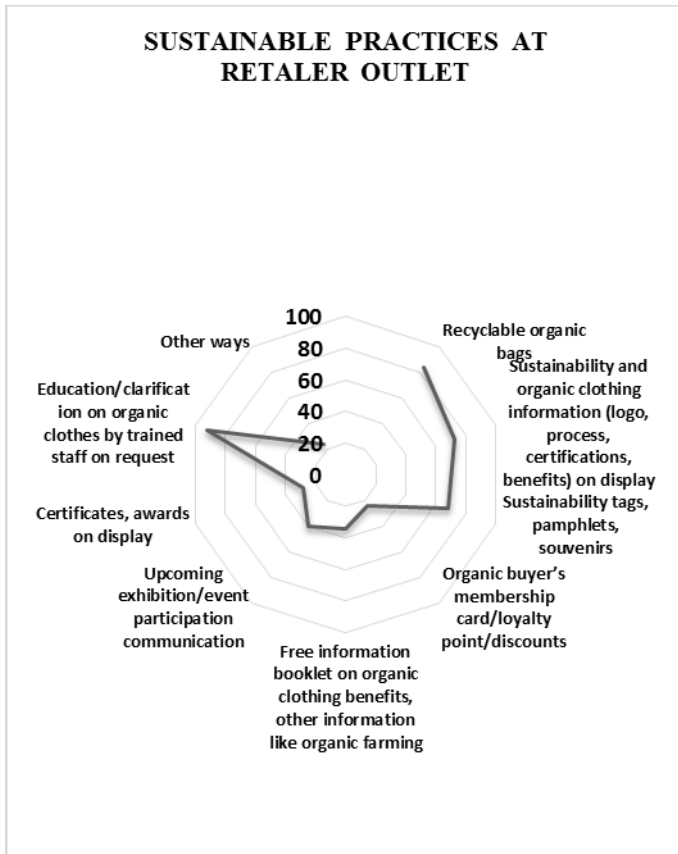 SUSTAINABLE PRACTICES AT
RETALER OUTLET
100
80
60
40
20
0
Recyclable organic
bags
Sustainability and
organic clothing
information (logo,
process,
certifications,
benefits) on display
Sustainability tags,
pamphlets,
souvenirs
Organic buyer's
membership
card/loyalty
point/discounts
Free information
booklet on organic
clothing benefits,
other information
like organic farming
Upcoming
exhibition/event
participation
communication
Certificates, awards
on display
Education/clarificat
ion on organic
clothes by trained
staff on request
Other ways